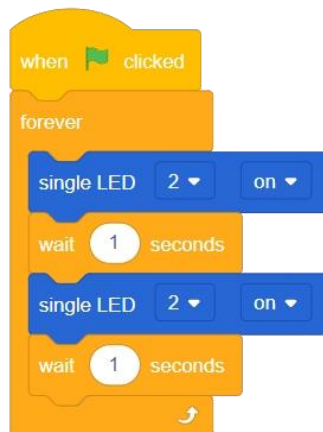 when clicked
forever
single LED 2 on
wait 1 seconds
single LED 2 on
wait 1 seconds